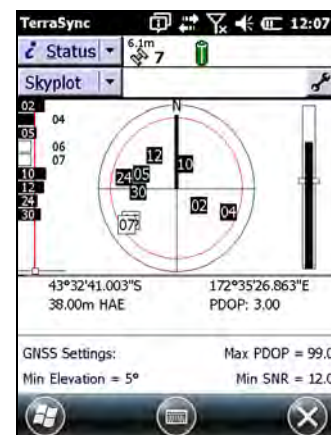 TerraSync 12:07
Status 6.1m 7
Skyplot
02
04
05
06
07
10
12
24
30
N
12
10
24 05
30
02 04
07
43°32'41.003"S 172°35'26.863"E
38.00m HAE PDOP: 3.00
GNSS Settings: Max PDOP = 99.0
Min Elevation = 5° Min SNR = 12.0